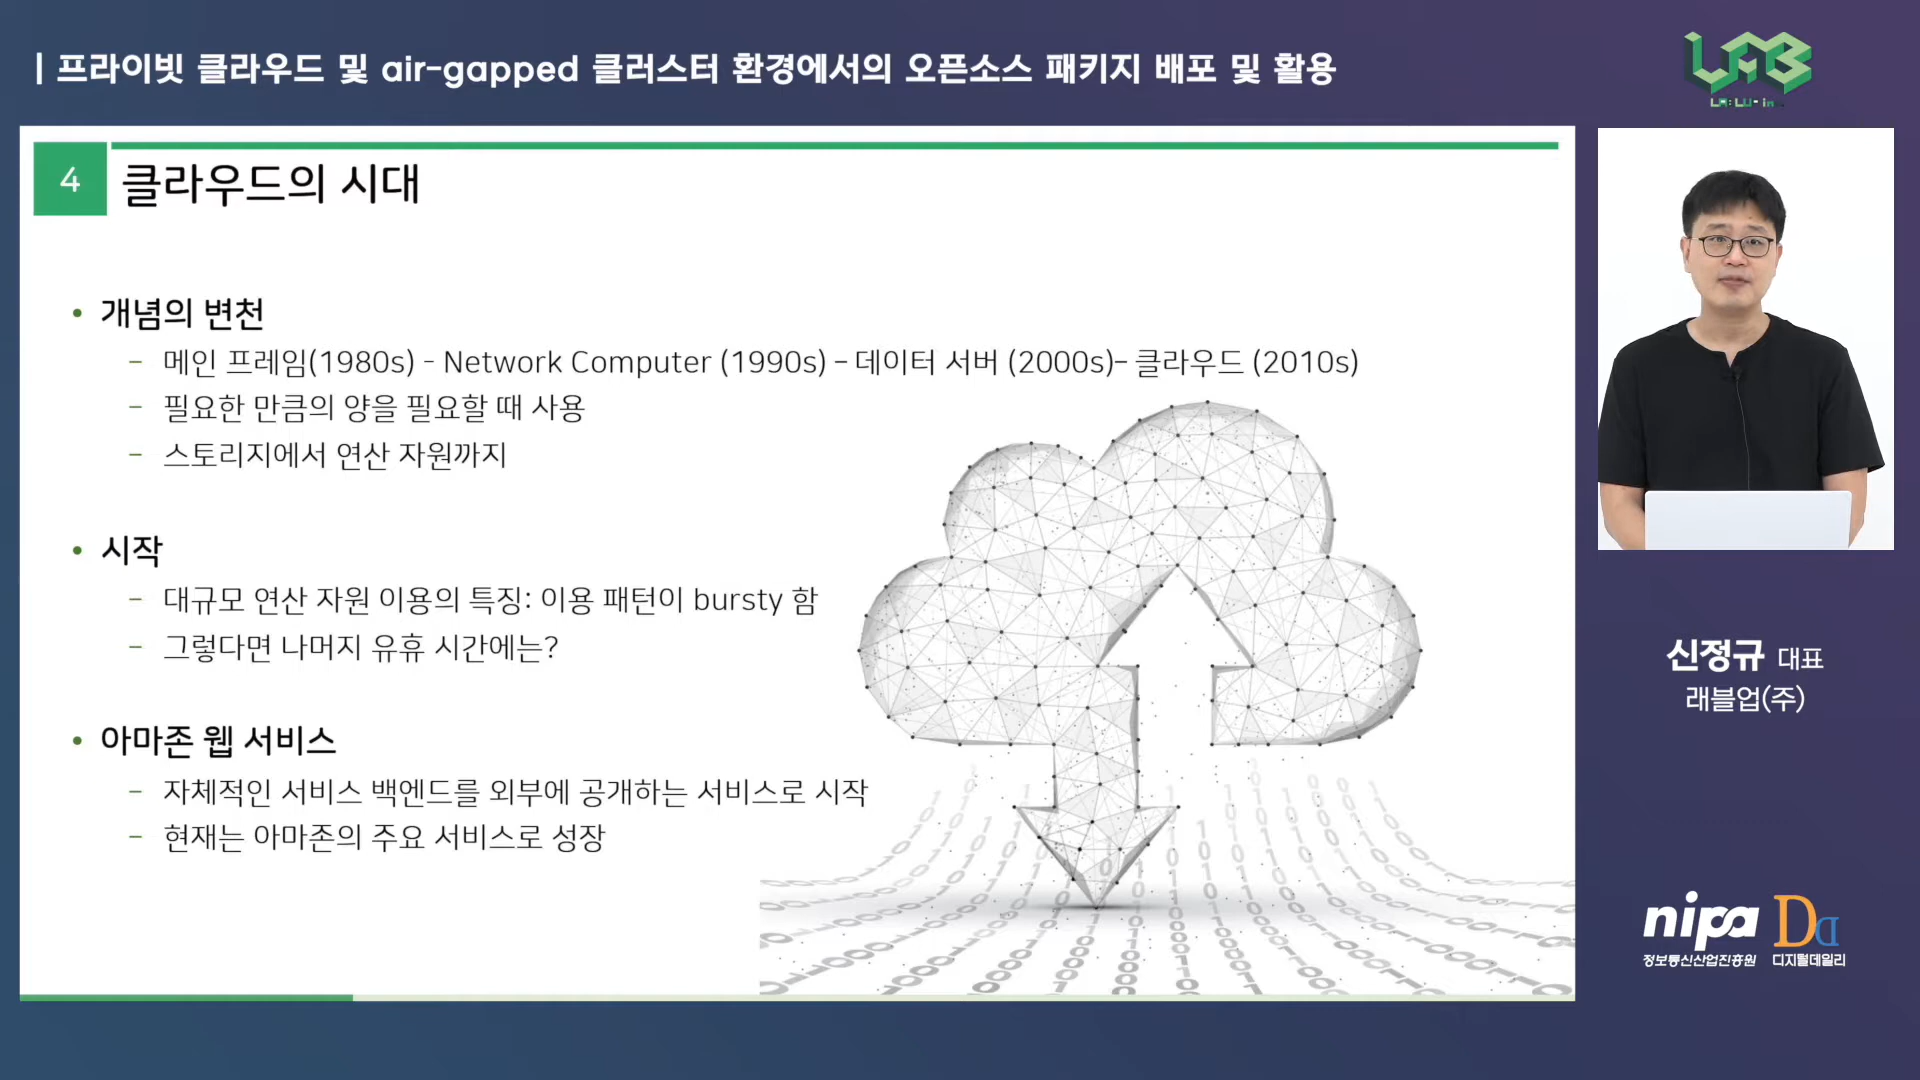 | 프라이빗 클라우드 및 air-gapped 클러스터 환경에서의 오픈소스 패키지 배포 및 활용
4
클라우드의 시대
• 개념의 변천
– 메인 프레임(1980s) - Network Computer (1990s) – 데이터 서버 (2000s)– 클라우드 (2010s)
– 필요한 만큼의 양을 필요할 때 사용
– 스토리지에서 연산 자원까지
• 시작
– 대규모 연산 자원 이용의 특징: 이용 패턴이 bursty 함
– 그렇다면 나머지 유휴 시간에는?
• 아마존 웹 서비스
– 자체적인 서비스 백엔드를 외부에 공개하는 서비스로 시작
– 현재는 아마존의 주요 서비스로 성장
신정규 대표
래블업(주)
nipa
정보통신산업진흥원
디지털데일리